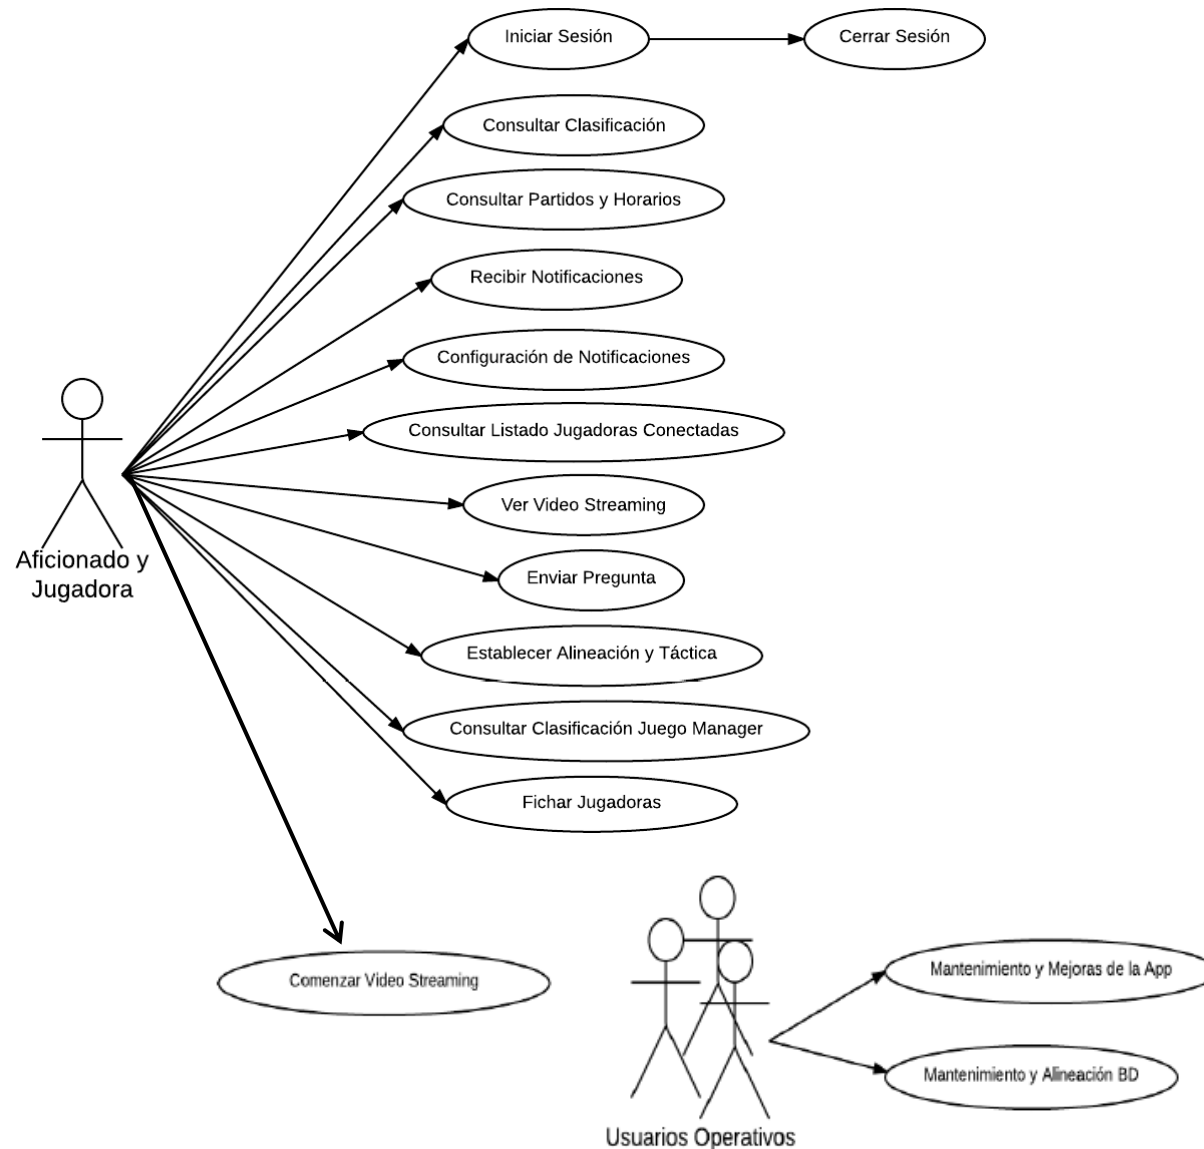 Iniciar Sesión
Cerrar Sesión
Consultar Clasificación
Consultar Partidos y Horarios
Recibir Notificaciones
Configuración de Notificaciones
Consultar Listado Jugadoras Conectadas
Ver Video Streaming
Enviar Pregunta
Aficionado y
Jugadora
Establecer Alineación y Táctica
Consultar Clasificación Juego Manager
Fichar Jugadoras
Comenzar Video Streaming
Mantenimiento y Mejoras de la App
Mantenimiento y Alineación BD
Usuarios Operativos